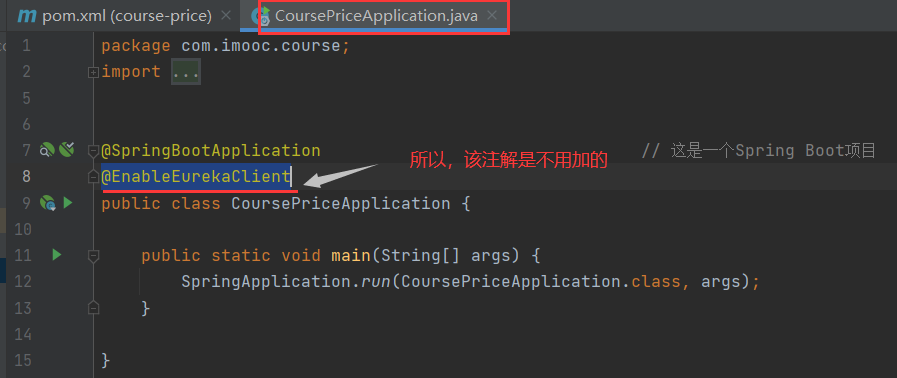 pom.xml (course-price) × CoursePriceApplication.java ×
1 package com.imooc.course;
2 import ...
5
6
7 @SpringBootApplication // 这是一个Spring Boot项目
所以，该注解是不用加的
8 @EnableEurekaClient
9 public class CoursePriceApplication {
10
11 public static void main(String[] args) {
12 SpringApplication.run(CoursePriceApplication.class, args);
13 }
14
15 }